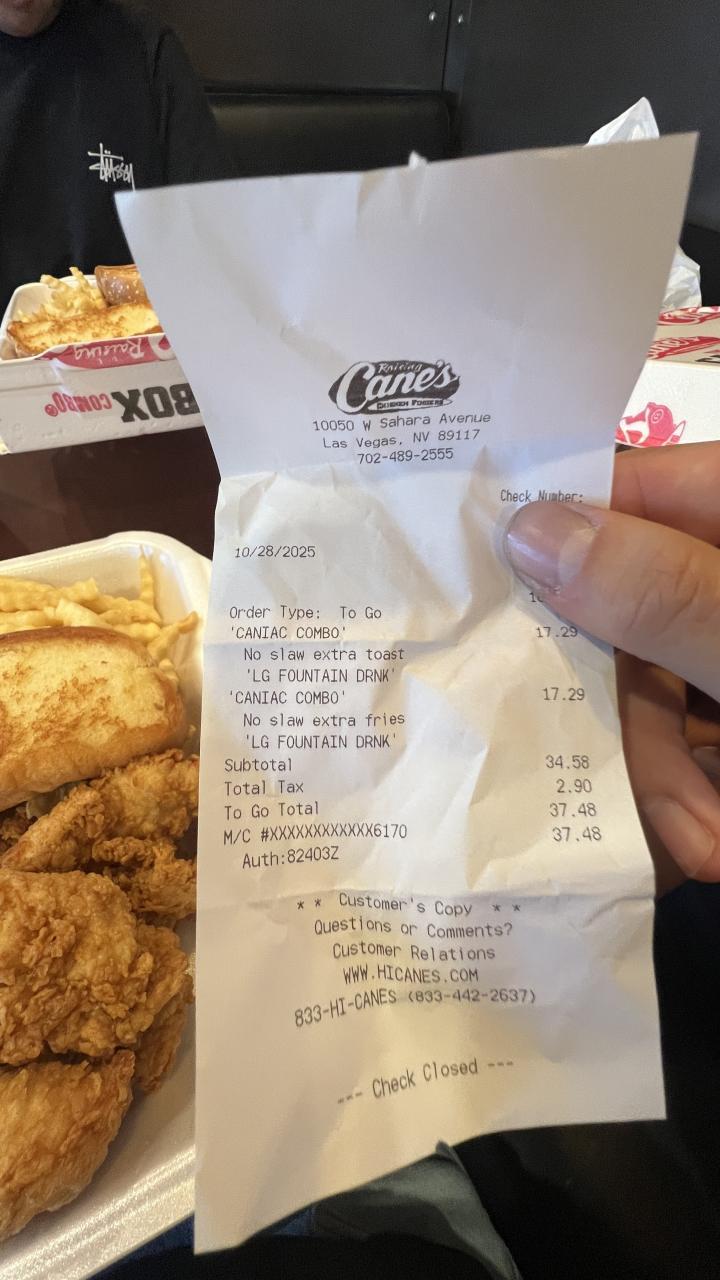 Stüssy
Raising
BOX COMBO®
Raising
Cane's
CHICKEN FINGERS
10050 W Sahara Avenue
Las Vegas, NV 89117
702-489-2555
Check Number:
10/28/2025
Order Type: To Go
'CANIAC COMBO' 17.29
No slaw extra toast
'LG FOUNTAIN DRNK'
'CANIAC COMBO' 17.29
No slaw extra fries
'LG FOUNTAIN DRNK'
Subtotal 34.58
Total Tax 2.90
To Go Total 37.48
M/C #XXXXXXXXXXXX6170 37.48
Auth:82403Z
* * Customer's Copy * *
Questions or Comments?
Customer Relations
WWW.HICANES.COM
833-HI-CANES (833-442-2637)
--- Check Closed ---